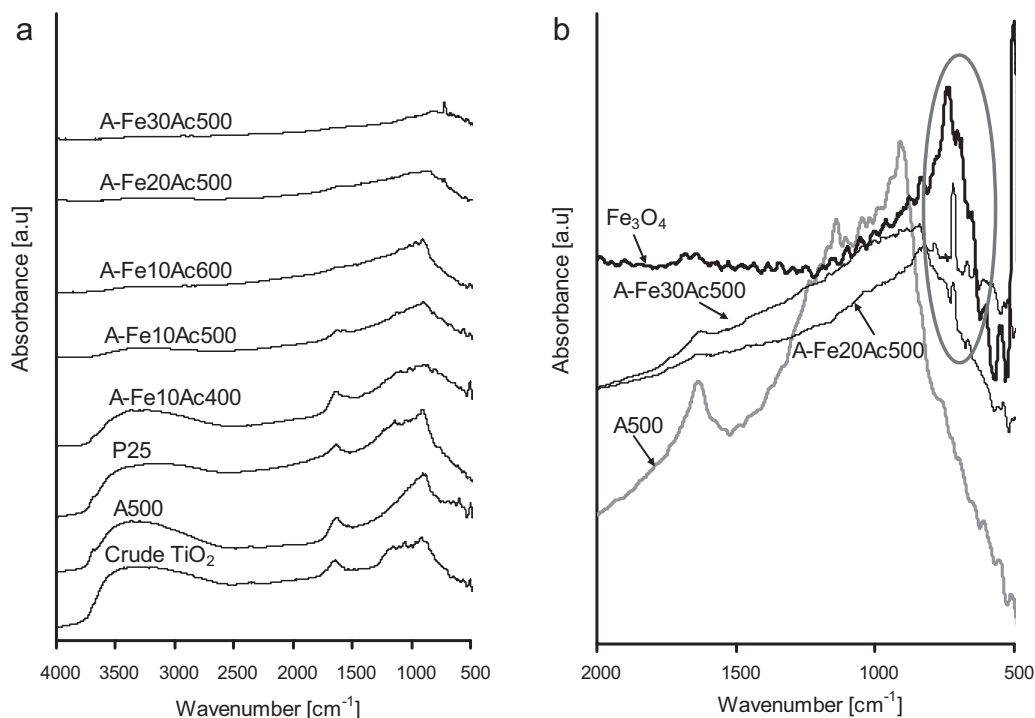 a
A-Fe30Ac500
A-Fe20Ac500
A-Fe10Ac600
A-Fe10Ac500
A-Fe10Ac400
P25
A500
Crude TiO₂
Absorbance [a.u]
4000 3500 3000 2500 2000 1500 1000 500
Wavenumber [cm⁻¹]
b
Fe₃O₄
A-Fe30Ac500
A-Fe20Ac500
A500
Absorbance [a.u]
2000 1500 1000 500
Wavenumber [cm⁻¹]